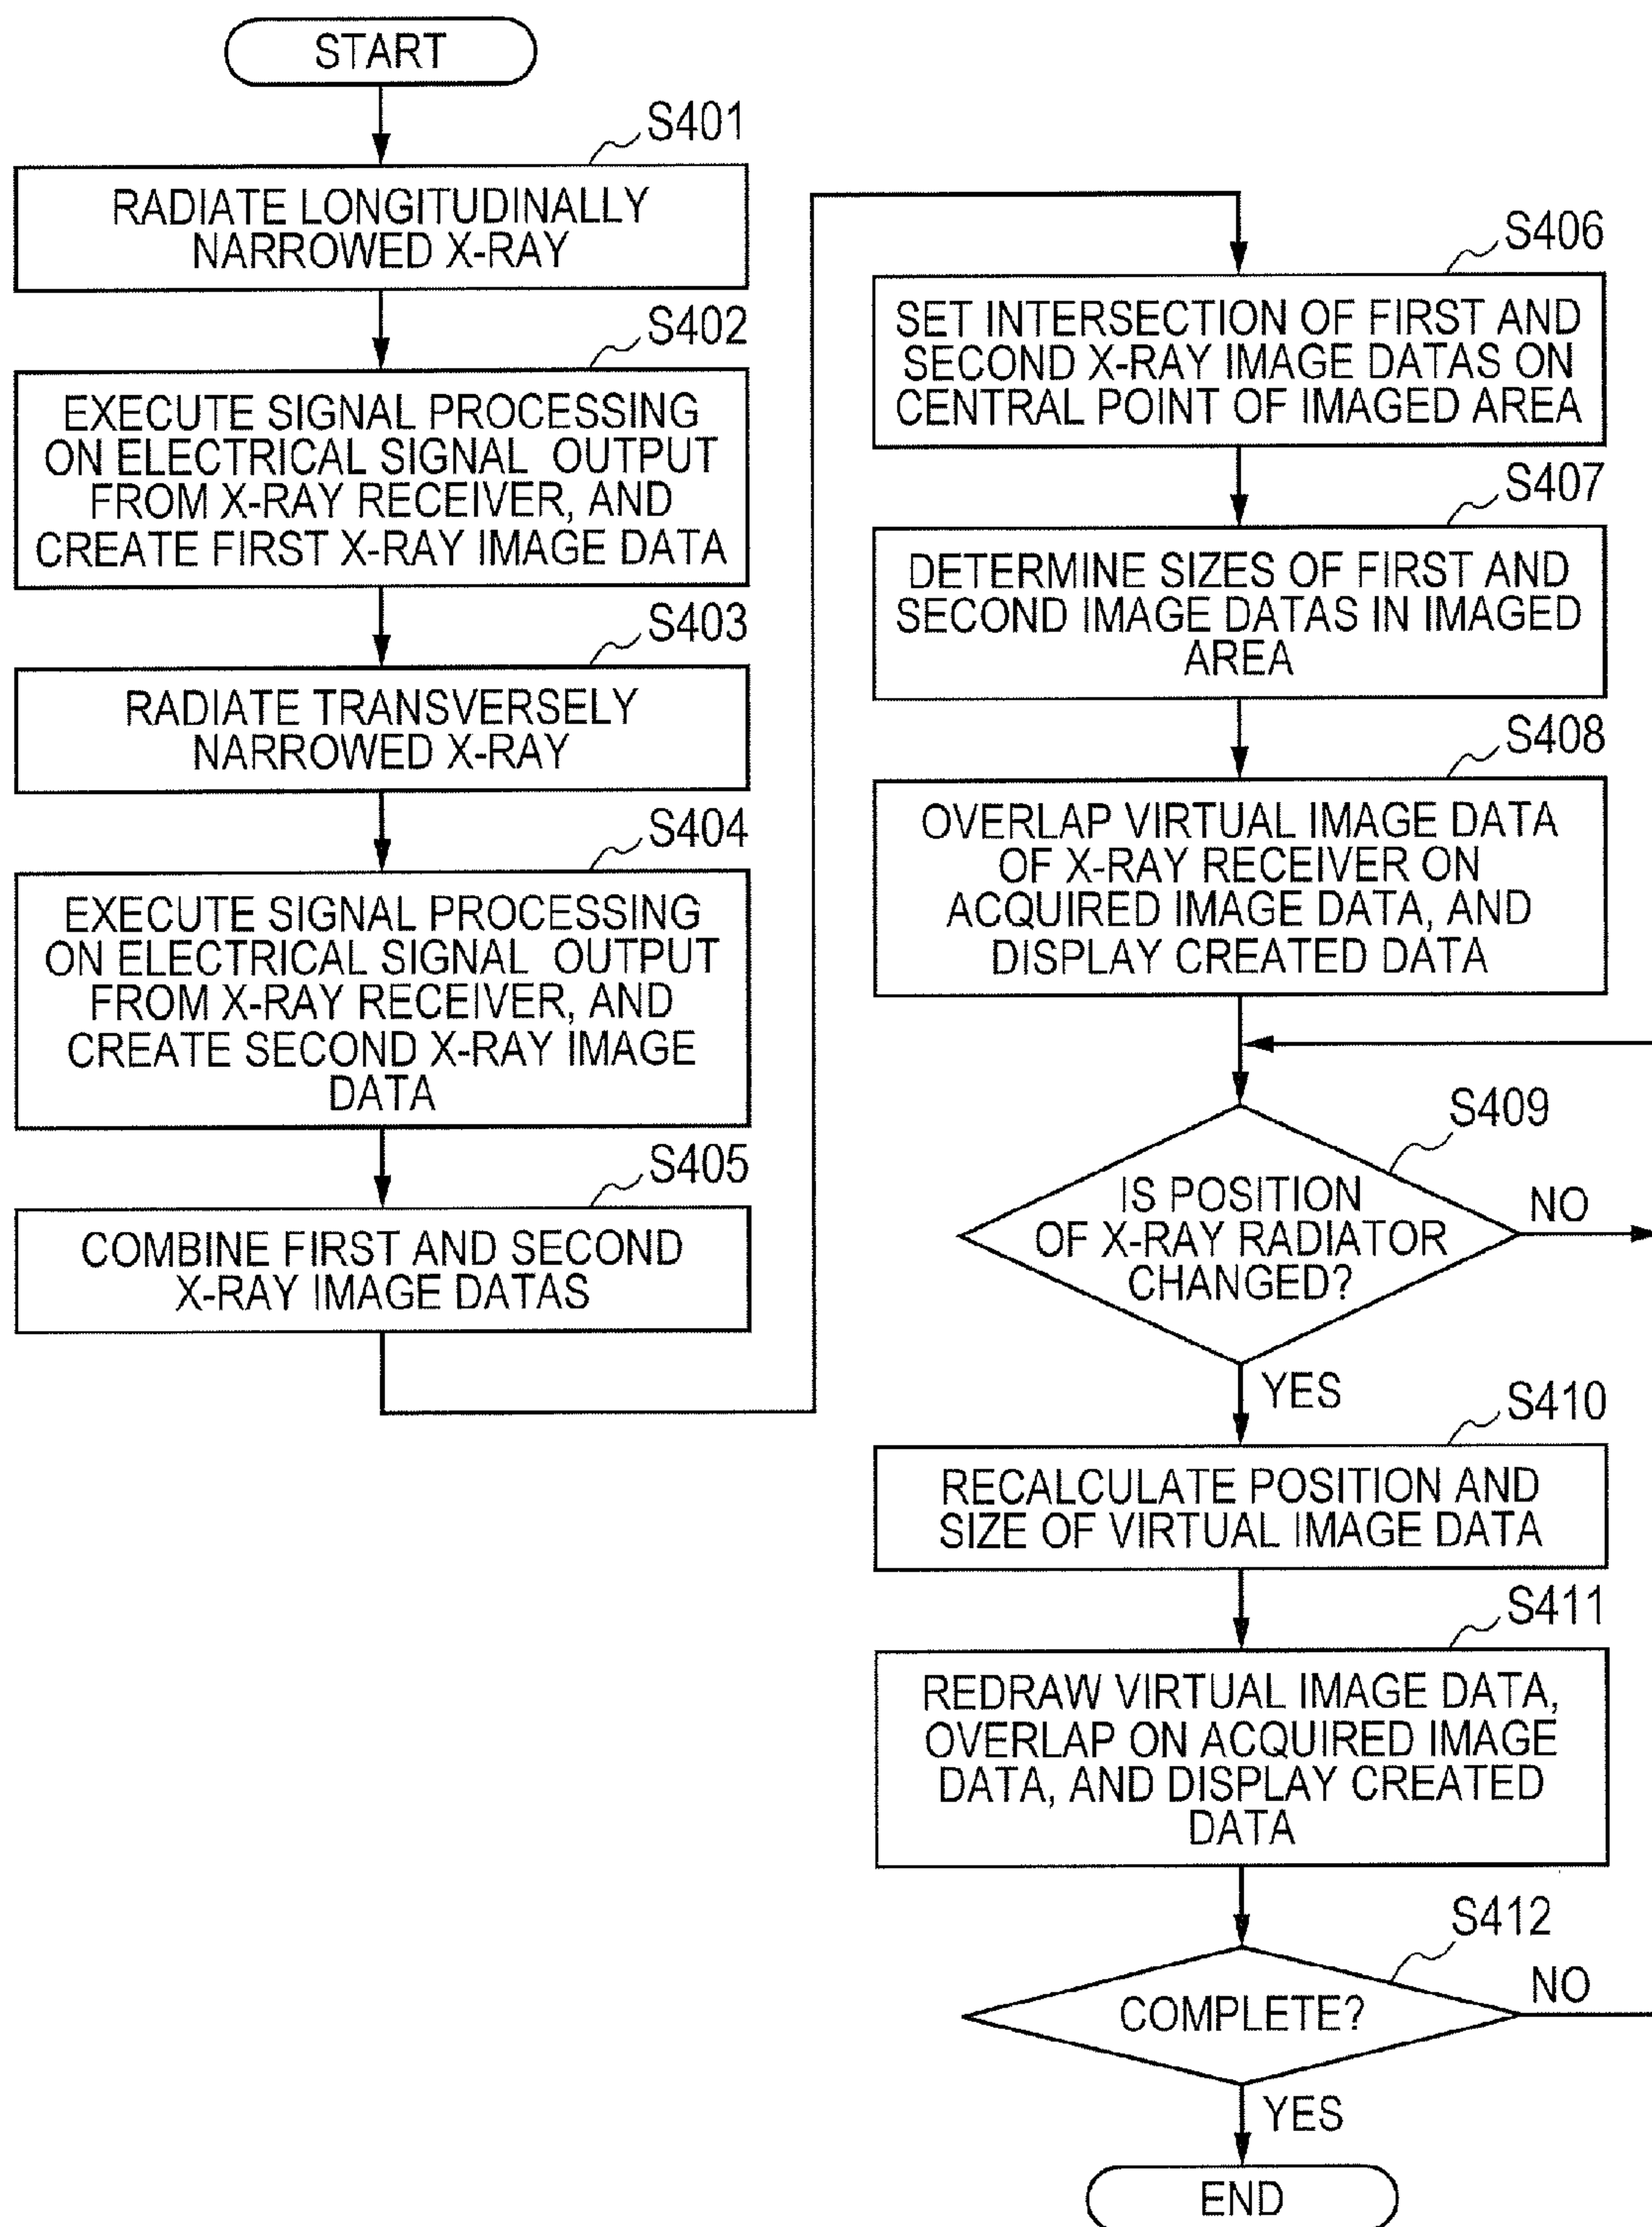 START
S401
RADIATE LONGITUDINALLY
NARROWED X-RAY
S402
EXECUTE SIGNAL PROCESSING
ON ELECTRICAL SIGNAL OUTPUT
FROM X-RAY RECEIVER, AND
CREATE FIRST X-RAY IMAGE DATA
S403
RADIATE TRANSVERSELY
NARROWED X-RAY
S404
EXECUTE SIGNAL PROCESSING
ON ELECTRICAL SIGNAL OUTPUT
FROM X-RAY RECEIVER, AND
CREATE SECOND X-RAY IMAGE
DATA
S405
COMBINE FIRST AND SECOND
X-RAY IMAGE DATAS
S406
SET INTERSECTION OF FIRST AND
SECOND X-RAY IMAGE DATAS ON
CENTRAL POINT OF IMAGED AREA
S407
DETERMINE SIZES OF FIRST AND
SECOND IMAGE DATAS IN IMAGED
AREA
S408
OVERLAP VIRTUAL IMAGE DATA
OF X-RAY RECEIVER ON
ACQUIRED IMAGE DATA, AND
DISPLAY CREATED DATA
S409
IS POSITION
OF X-RAY RADIATOR
CHANGED?
NO
YES
S410
RECALCULATE POSITION AND
SIZE OF VIRTUAL IMAGE DATA
S411
REDRAW VIRTUAL IMAGE DATA,
OVERLAP ON ACQUIRED IMAGE
DATA, AND DISPLAY CREATED
DATA
S412
COMPLETE?
NO
YES
END